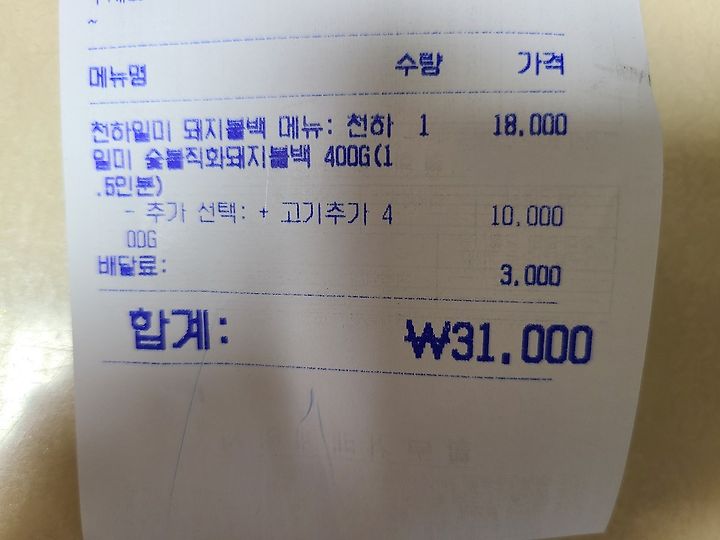 ~
메뉴명 수량 가격
천하일미 돼지불백 메뉴: 천하 1 18,000
일미 숯불직화돼지불백 400G(1
.5인분)
- 추가 선택: + 고기추가 4 10,000
00G
배달료: 3,000
합계: ₩31,000